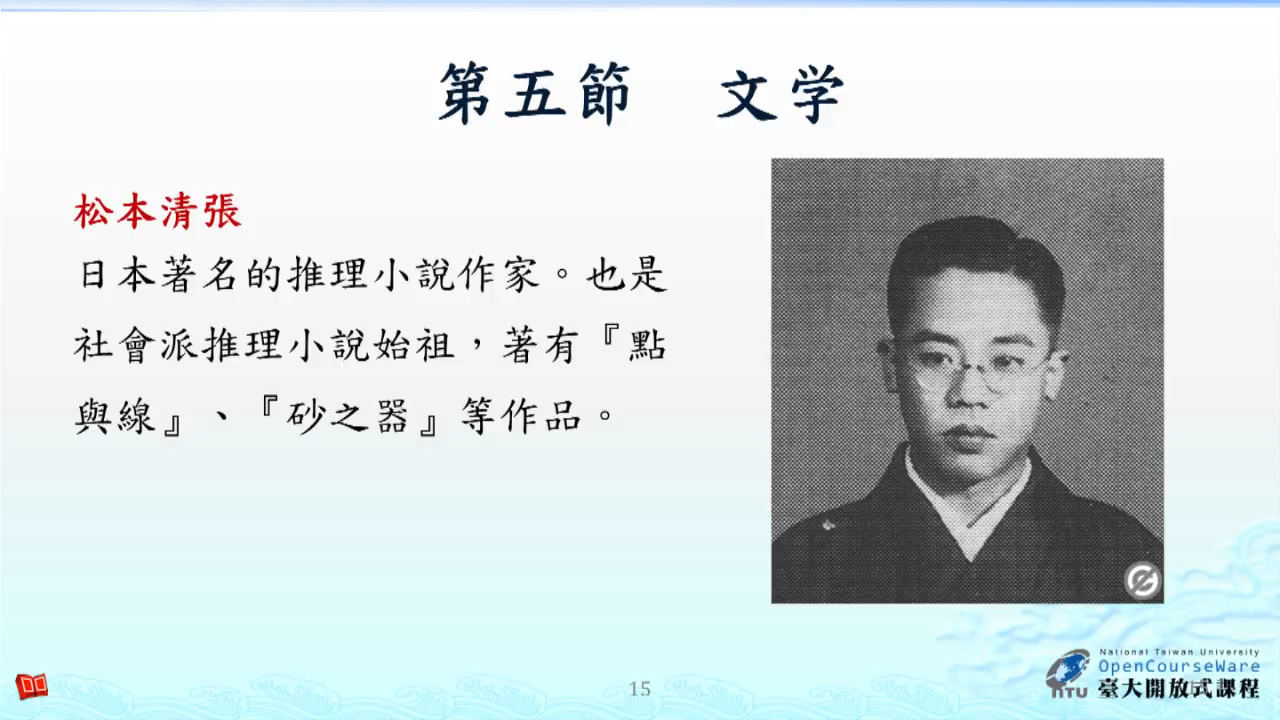 第五節　文学
松本清張
日本著名的推理小說作家。也是
社會派推理小說始祖，著有『點
與線』、『砂之器』等作品。
National Taiwan University
OpenCourseWare
NTU 臺大開放式課程
15